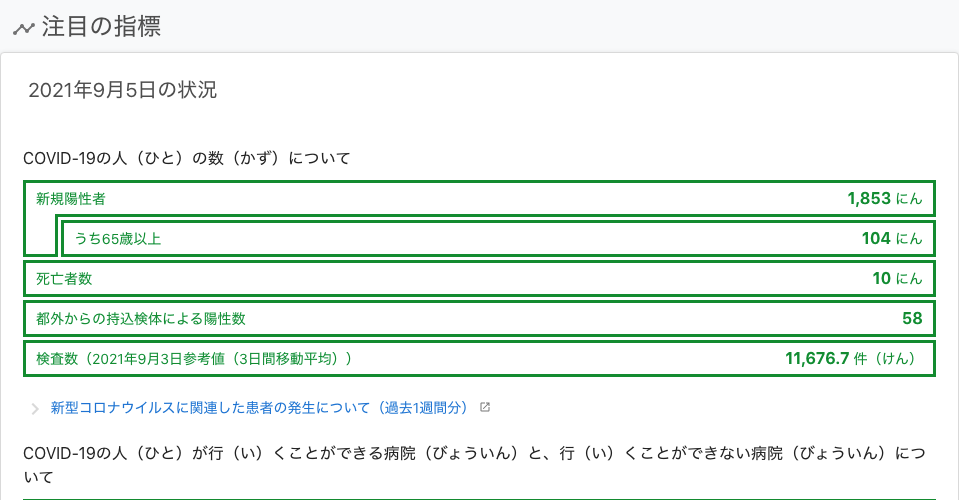 注目の指標
2021年9月5日の状況
COVID-19の人（ひと）の数（かず）について
新規陽性者 1,853 にん
うち65歳以上 104 にん
死亡者数 10 にん
都外からの持込検体による陽性数 58
検査数（2021年9月3日参考値（3日間移動平均）） 11,676.7 件（けん）
新型コロナウイルスに関連した患者の発生について（過去1週間分）
COVID-19の人（ひと）が行（い）くことができる病院（びょういん）と、行（い）くことができない病院（びょういん）につ
いて